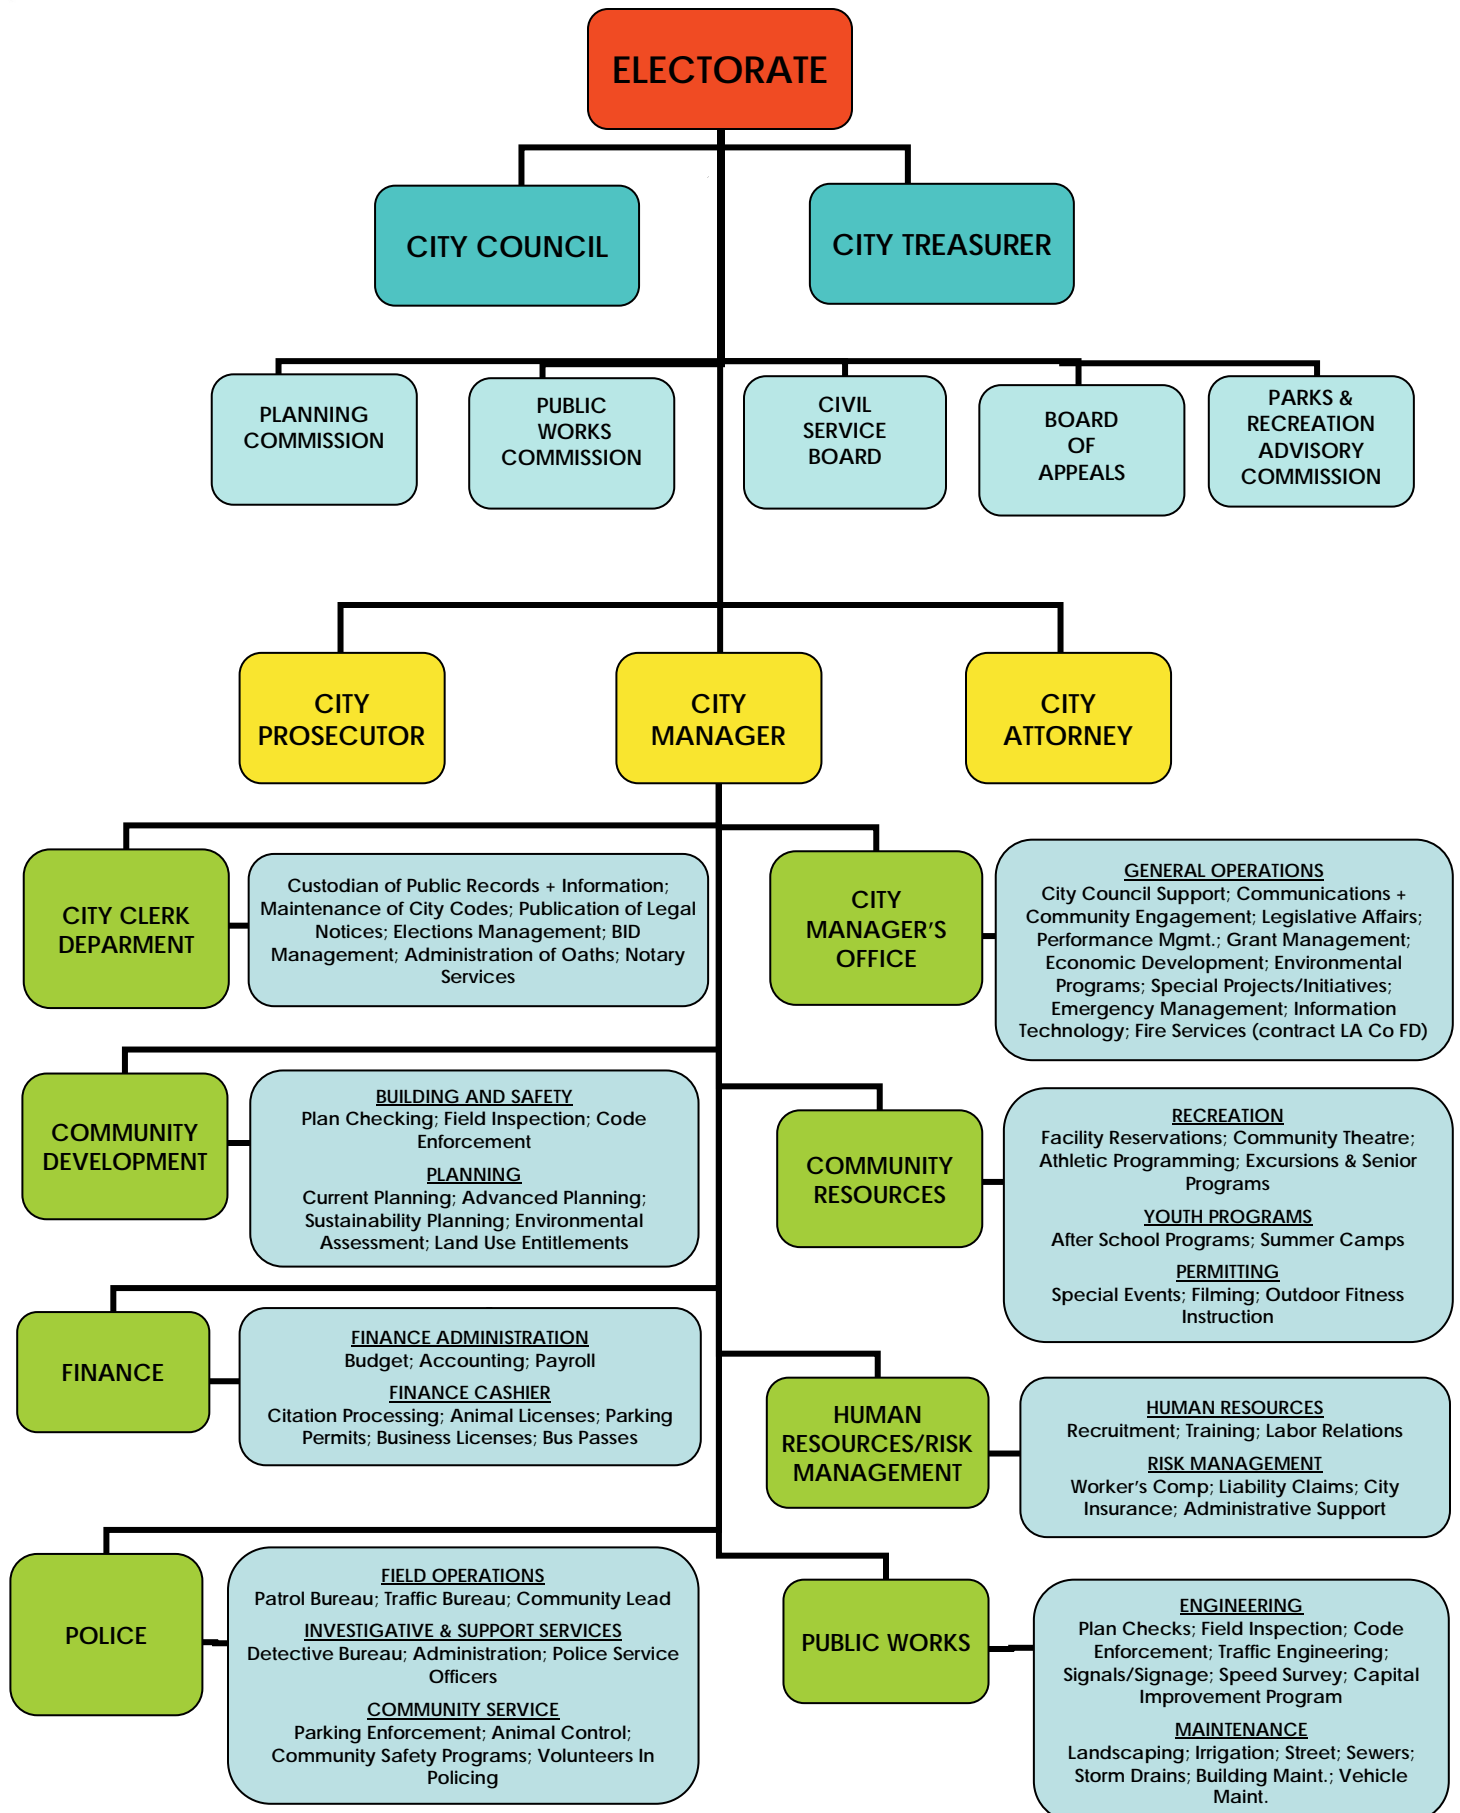 ELECTORATE
CITY COUNCIL
CITY TREASURER
PLANNING
COMMISSION
PUBLIC
WORKS
COMMISSION
CIVIL
SERVICE
BOARD
BOARD
OF
APPEALS
PARKS &
RECREATION
ADVISORY
COMMISSION
CITY
PROSECUTOR
CITY
MANAGER
CITY
ATTORNEY
CITY CLERK
DEPARMENT
Custodian of Public Records + Information;
Maintenance of City Codes; Publication of Legal
Notices; Elections Management; BID
Management; Administration of Oaths; Notary
Services
CITY
MANAGER'S
OFFICE
GENERAL OPERATIONS
City Council Support; Communications +
Community Engagement; Legislative Affairs;
Performance Mgmt.; Grant Management;
Economic Development; Environmental
Programs; Special Projects/Initiatives;
Emergency Management; Information
Technology; Fire Services (contract LA Co FD)
COMMUNITY
DEVELOPMENT
BUILDING AND SAFETY
Plan Checking; Field Inspection; Code
Enforcement
PLANNING
Current Planning; Advanced Planning;
Sustainability Planning; Environmental
Assessment; Land Use Entitlements
COMMUNITY
RESOURCES
RECREATION
Facility Reservations; Community Theatre;
Athletic Programming; Excursions & Senior
Programs
YOUTH PROGRAMS
After School Programs; Summer Camps
PERMITTING
Special Events; Filming; Outdoor Fitness
Instruction
FINANCE
FINANCE ADMINISTRATION
Budget; Accounting; Payroll
FINANCE CASHIER
Citation Processing; Animal Licenses; Parking
Permits; Business Licenses; Bus Passes
HUMAN
RESOURCES/RISK
MANAGEMENT
HUMAN RESOURCES
Recruitment; Training; Labor Relations
RISK MANAGEMENT
Worker's Comp; Liability Claims; City
Insurance; Administrative Support
POLICE
FIELD OPERATIONS
Patrol Bureau; Traffic Bureau; Community Lead
INVESTIGATIVE & SUPPORT SERVICES
Detective Bureau; Administration; Police Service
Officers
COMMUNITY SERVICE
Parking Enforcement; Animal Control;
Community Safety Programs; Volunteers In
Policing
PUBLIC WORKS
ENGINEERING
Plan Checks; Field Inspection; Code
Enforcement; Traffic Engineering;
Signals/Signage; Speed Survey; Capital
Improvement Program
MAINTENANCE
Landscaping; Irrigation; Street; Sewers;
Storm Drains; Building Maint.; Vehicle
Maint.